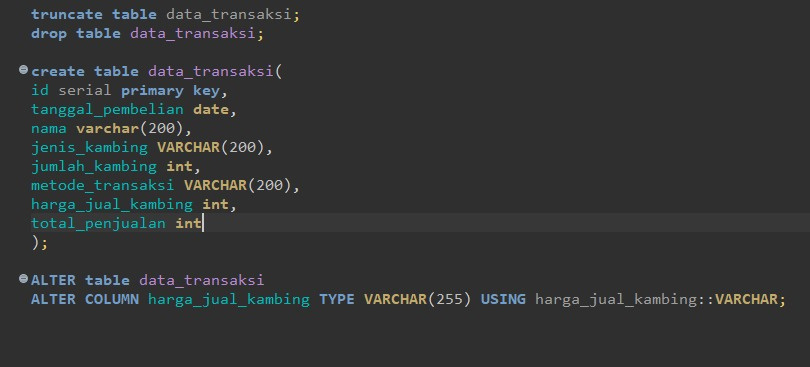 truncate table data_transaksi;
drop table data_transaksi;
create table data_transaksi(
id serial primary key,
tanggal_pembelian date,
nama varchar(200),
jenis_kambing VARCHAR(200),
jumlah_kambing int,
metode_transaksi VARCHAR(200),
harga_jual_kambing int,
total_penjualan int
);
ALTER table data_transaksi
ALTER COLUMN harga_jual_kambing TYPE VARCHAR(255) USING harga_jual_kambing::VARCHAR;